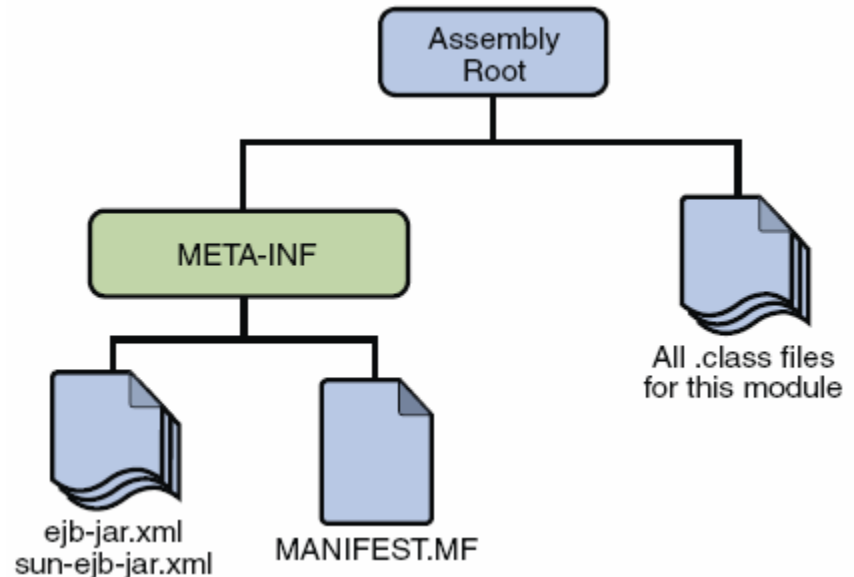 Assembly
Root
META-INF
All .class files
for this module
ejb-jar.xml
sun-ejb-jar.xml
MANIFEST.MF